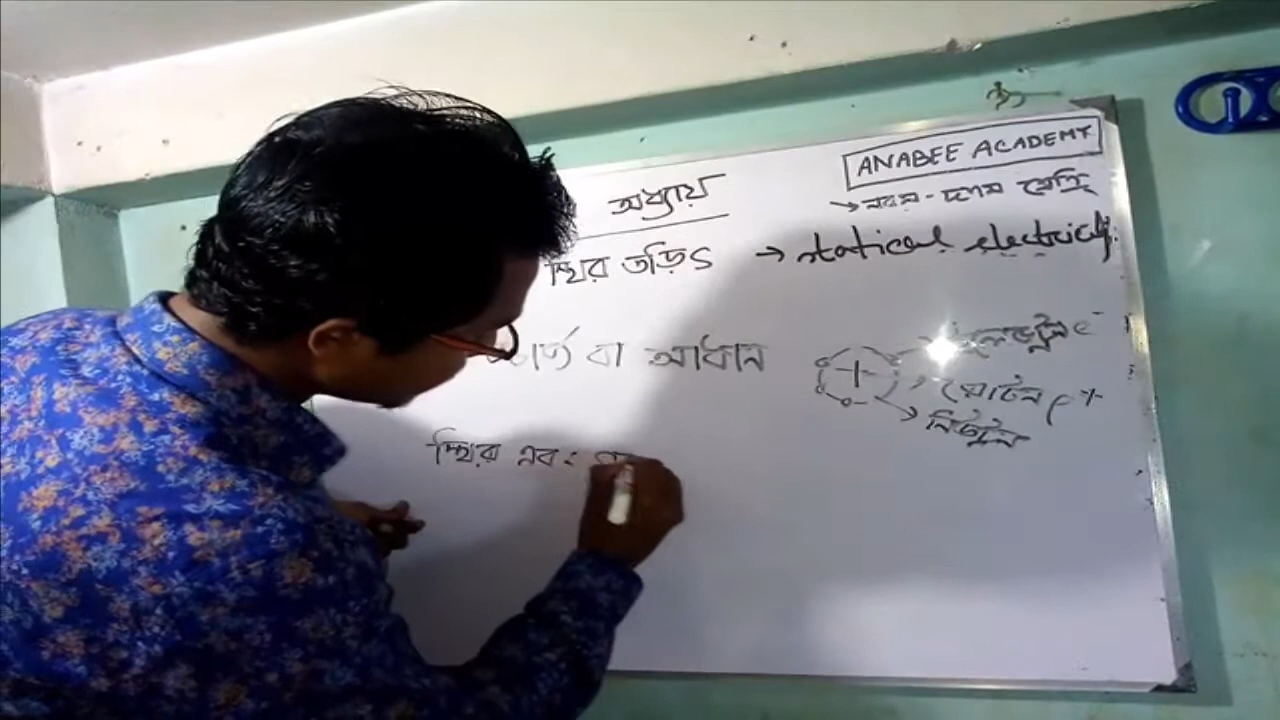 ANABEE ACADEMY
অধ্যায়
→ নবম - দশম শ্রেণি
স্থির তড়িৎ → statical electricity
চার্জ বা আধান
+
ইলেকট্রন e⁻
প্রোটন p +
নিউট্রন
স্থির এবং